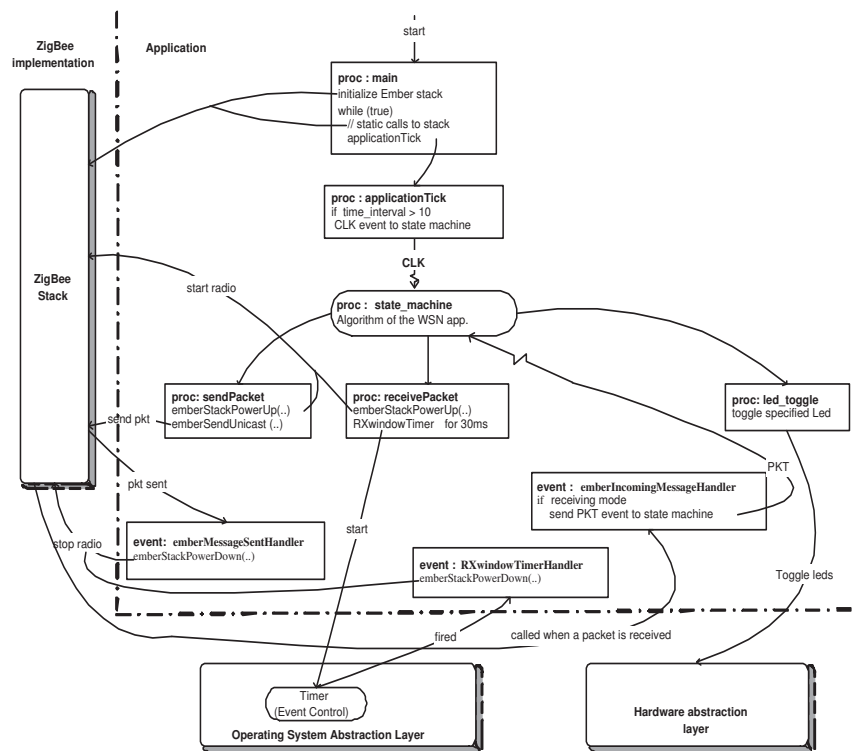 start
ZigBee
implementation
Application
proc : main
initialize Ember stack
while (true)
// static calls to stack
applicationTick
proc : applicationTick
if time_interval > 10
CLK event to state machine
CLK
ZigBee
Stack
start radio
proc : state_machine
Algorithm of the WSN app.
proc: sendPacket
emberStackPowerUp(..)
emberSendUnicast (..)
proc: receivePacket
emberStackPowerUp(..)
RXwindowTimer for 30ms
proc: led_toggle
toggle specified Led
send pkt
pkt sent
PKT
event : emberIncomingMessageHandler
if receiving mode
send PKT event to state machine
start
stop radio
event: emberMessageSentHandler
emberStackPowerDown(..)
event : RXwindowTimerHandler
emberStackPowerDown(..)
Toggle leds
fired
called when a packet is received
Timer
(Event Control)
Operating System Abstraction Layer
Hardware abstraction
layer